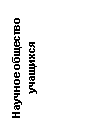 Научное общество
учащихся